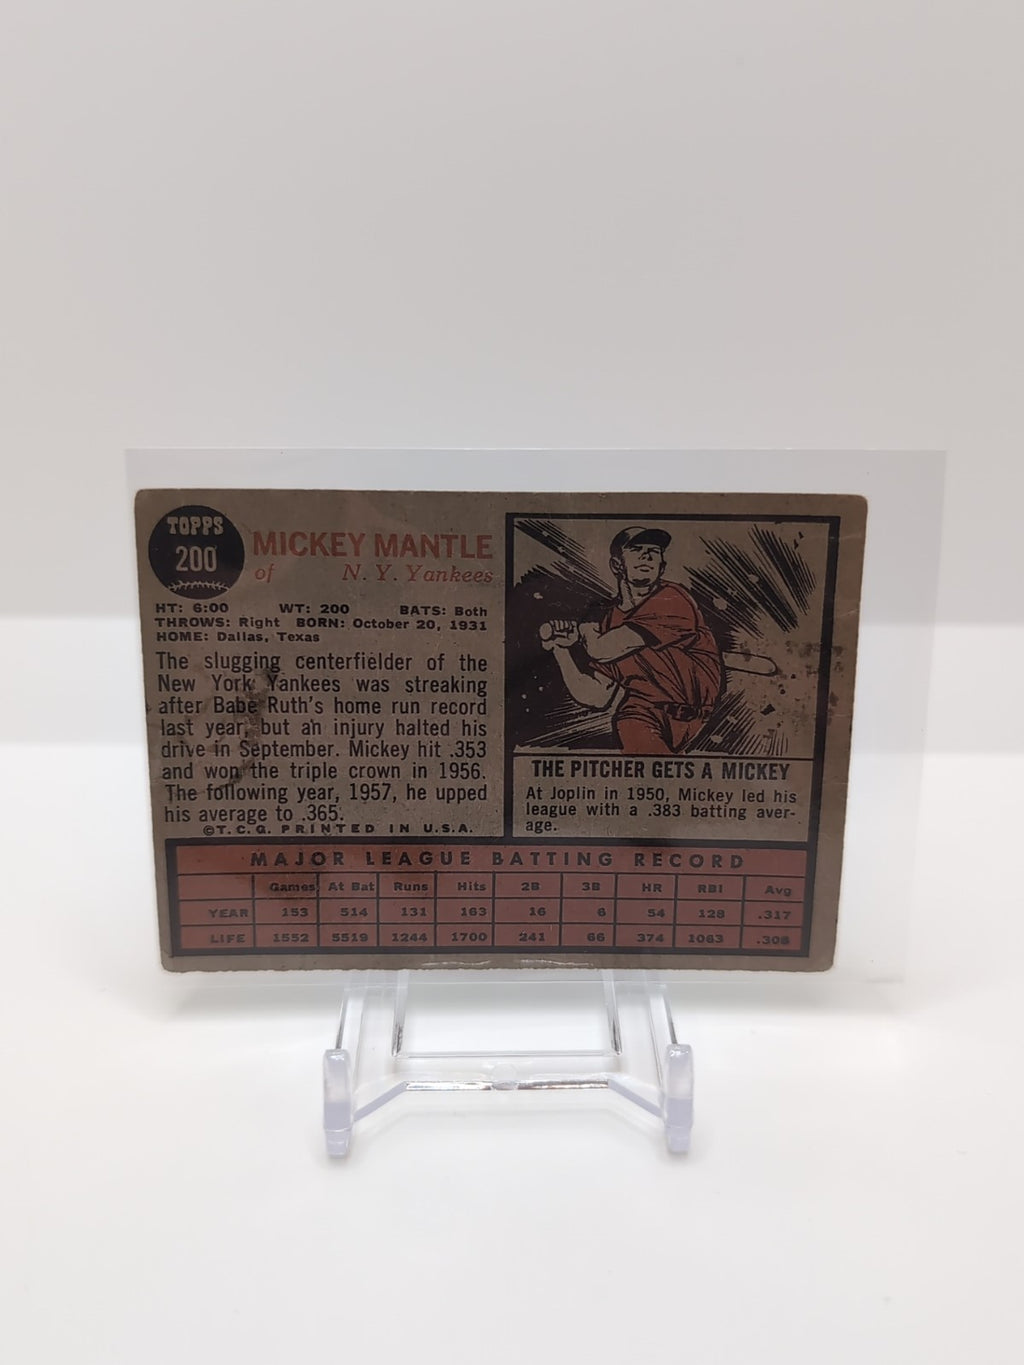 TOPPS
200
MICKEY MANTLE
of N. Y. Yankees
HT: 6:00 WT: 200 BATS: Both
THROWS: Right BORN: October 20, 1931
HOME: Dallas, Texas
The slugging centerfielder of the
New York Yankees was streaking
after Babe Ruth's home run record
last year, but an injury halted his
drive in September. Mickey hit .353
and won the triple crown in 1956.
The following year, 1957, he upped
his average to .365.
©T. C. G. PRINTED IN U.S.A.
THE PITCHER GETS A MICKEY
At Joplin in 1950, Mickey led his
league with a .383 batting aver-
age.
MAJOR LEAGUE BATTING RECORD
Games At Bat Runs Hits 2B 3B HR RBI Avg
YEAR 153 514 131 163 16 6 54 128 .317
LIFE 1552 5519 1244 1700 241 66 374 1063 .308